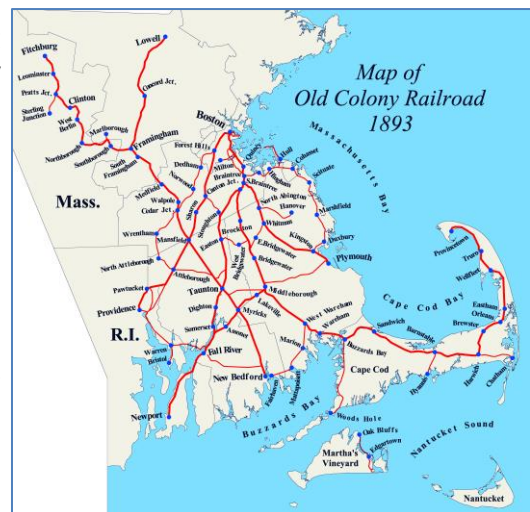 Map of
Old Colony Railroad
1893
Massachusetts Bay
Cape Cod Bay
Buzzards Bay
Nantucket Sound
Mass.
R.I.
Lowell
Fitchburg
Leominster
Pratts Jct.
Sterling
Junction
Clinton
West
Berlin
Northborough
Marlborough
Southborough
Framingham
South
Framingham
Concord Jct.
Boston
Forest Hills
Dedham
Milton
Quincy
Hull
Cohasset
Hingham
Scituate
Braintree
S.Braintree
Norwood
Canton Jct.
Medfield
Walpole
Cedar Jct.
Sharon
Stoughton
North Abington
Hanover
Whitman
Marshfield
Duxbury
Kingston
Plymouth
Wrentham
Mansfield
Easton
Brockton
West
Bridgewater
E.Bridgewater
Bridgewater
North Attleborough
Attleborough
Pawtucket
Providence
Taunton
Middleborough
Lakeville
Dighton
Myricks
Somerset
Assonet
Warren
Bristol
Fall River
Newport
New Bedford
Fairhaven
Mattapoisett
Marion
West Wareham
Wareham
Buzzards Bay
Cape Cod
Sandwich
Barnstable
Hyannis
Harwich
Chatham
Brewster
Orleans
Eastham
Wellfleet
Truro
Provincetown
Woods Hole
Oak Bluffs
Edgartown
Martha's
Vineyard
Nantucket